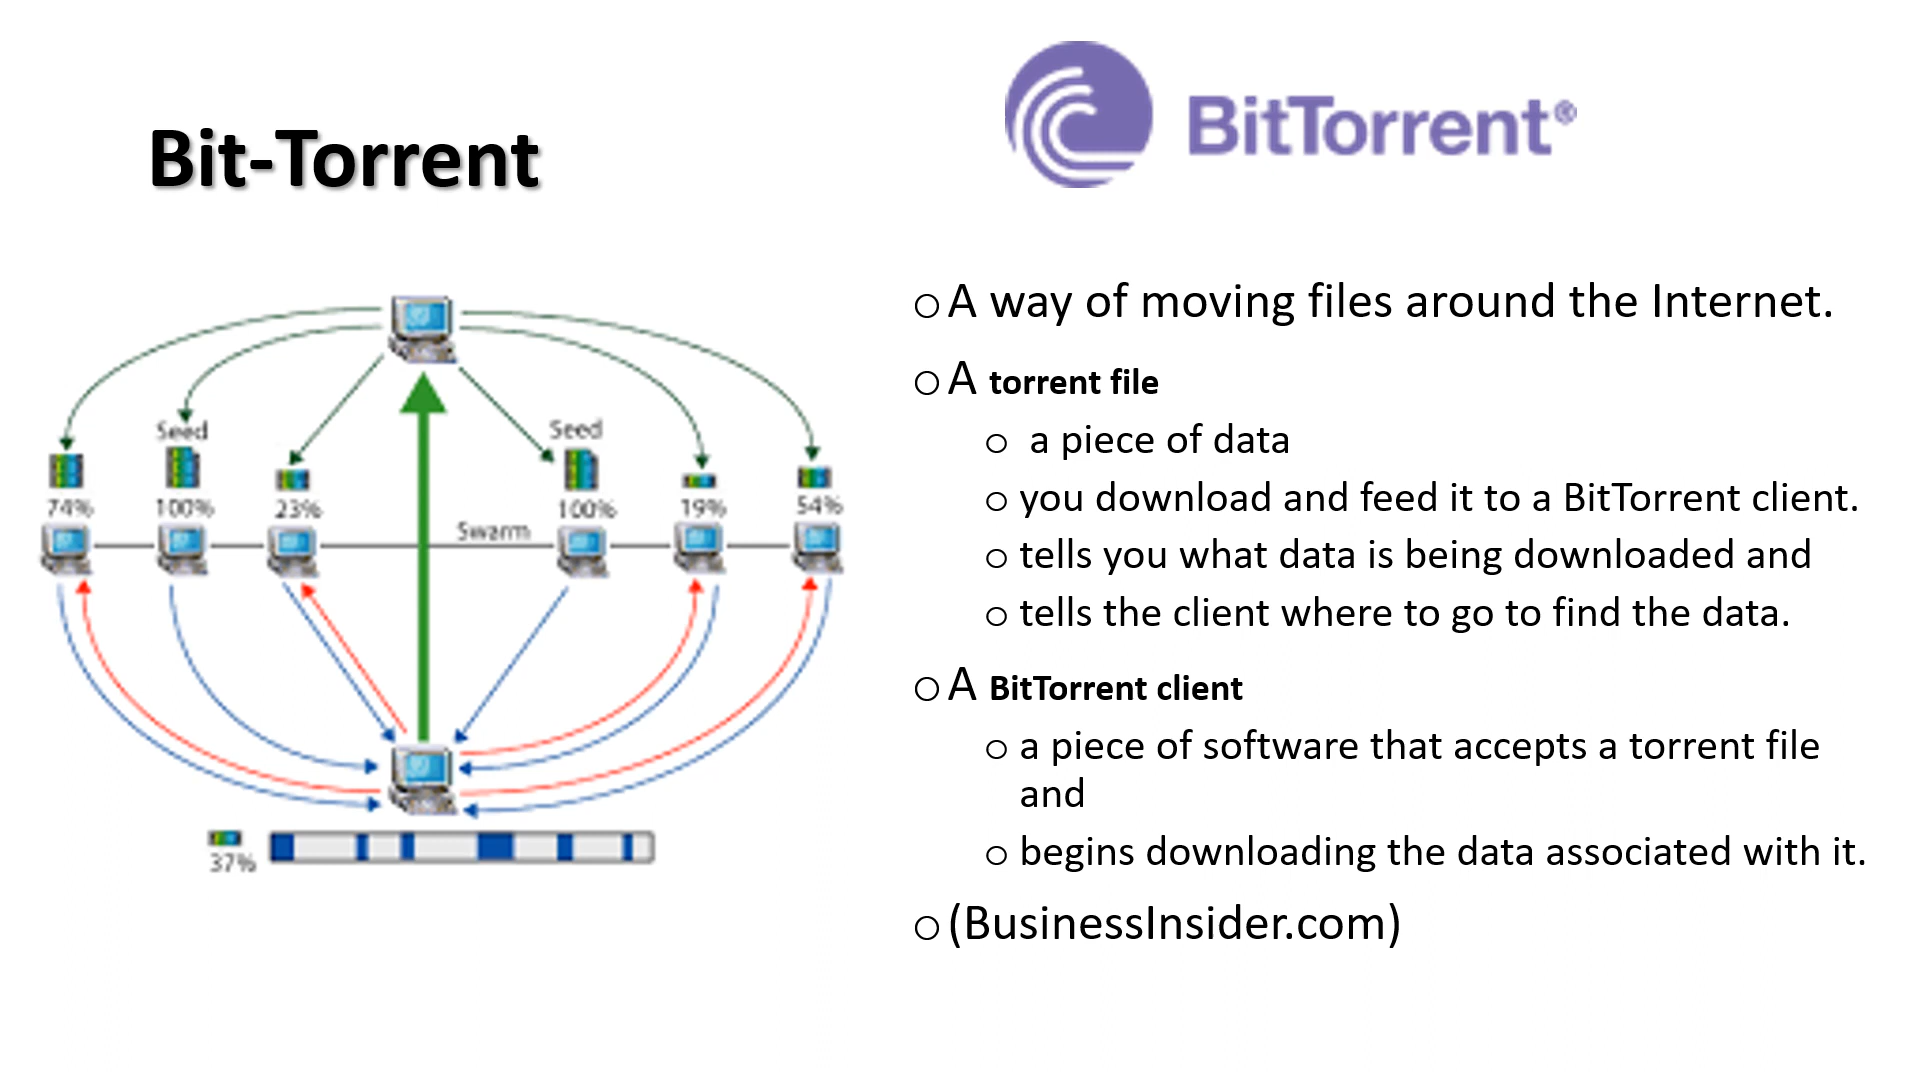 BitTorrent®
Bit-Torrent
Seed
Seed
74%
100%
23%
100%
19%
54%
Swarm
37%
o A way of moving files around the Internet.
o A torrent file
o a piece of data
o you download and feed it to a BitTorrent client.
o tells you what data is being downloaded and
o tells the client where to go to find the data.
o A BitTorrent client
o a piece of software that accepts a torrent file
and
o begins downloading the data associated with it.
o (BusinessInsider.com)